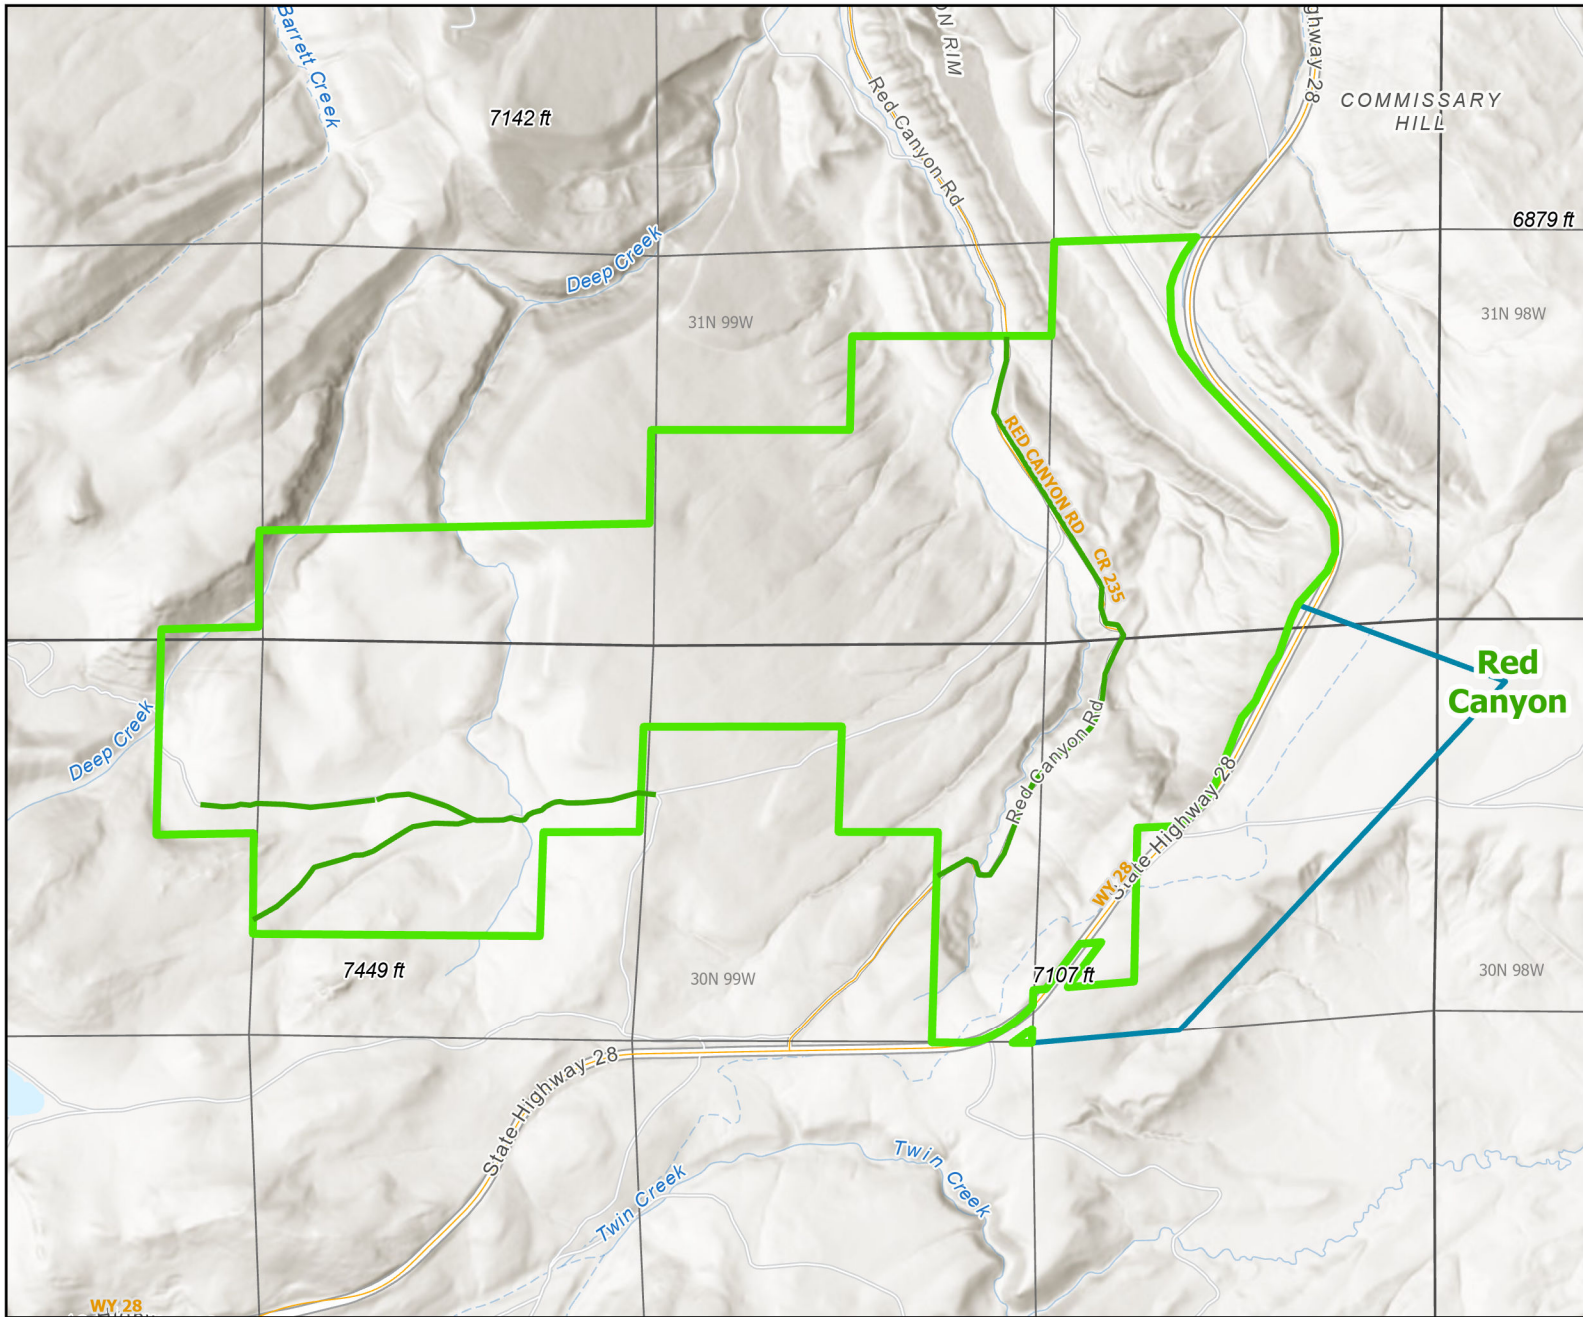 Barrett Creek
ON RIM
ghway 28
COMMISSARY
HILL
7142 ft
Red Canyon Rd
6879 ft
Deep Creek
31N 99W
31N 98W
RED CANYON RD
CR 235
Red
Canyon
Deep Creek
Red Canyon Rd
State Highway 28
WY 28
7449 ft
30N 99W
7107 ft
30N 98W
State Highway 28
Twin Creek
Twin Creek
WY 28